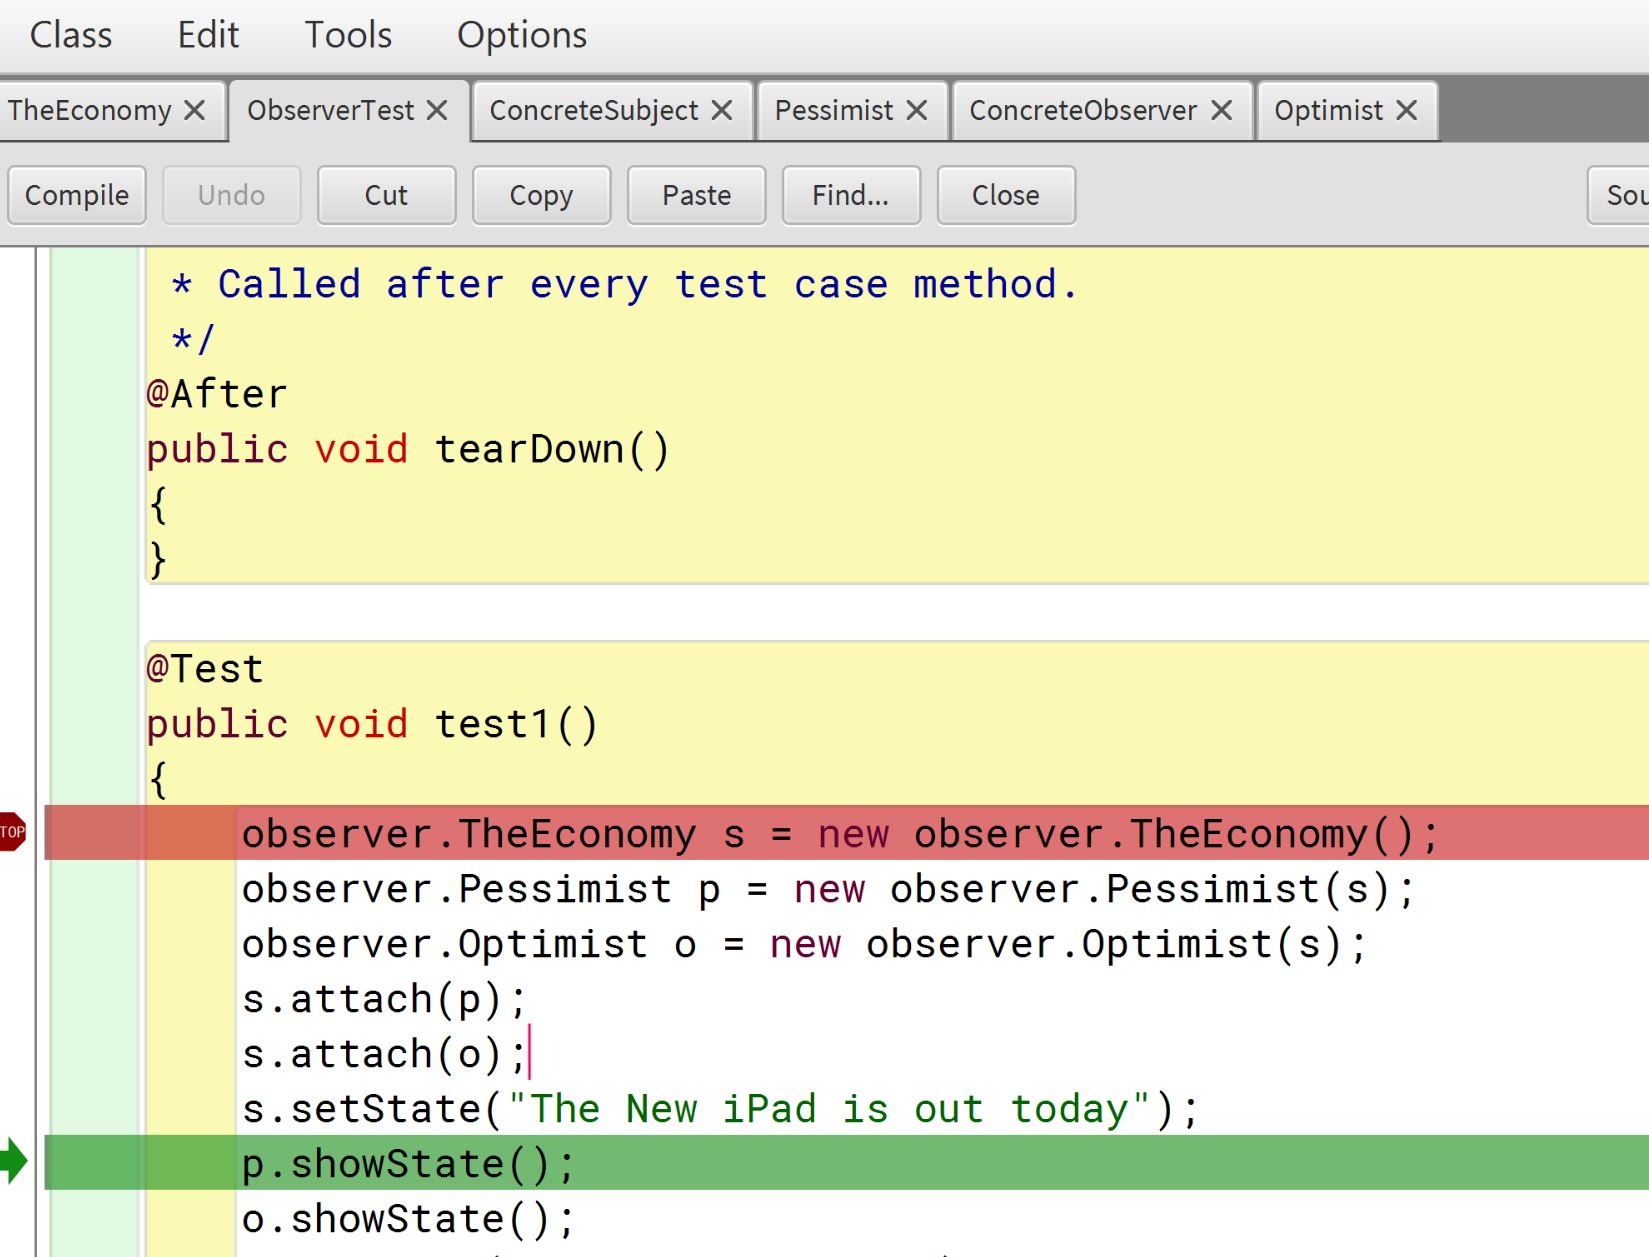 Class Edit Tools Options
TheEconomy ObserverTest ConcreteSubject Pessimist ConcreteObserver Optimist
Compile Undo Cut Copy Paste Find... Close
* Called after every test case method.
*/
@After
public void tearDown()
{
}
@Test
public void test1()
{
observer.TheEconomy s = new observer.TheEconomy();
observer.Pessimist p = new observer.Pessimist(s);
observer.Optimist o = new observer.Optimist(s);
s.attach(p);
s.attach(o);
s.setState("The New iPad is out today");
p.showState();
o.showState();